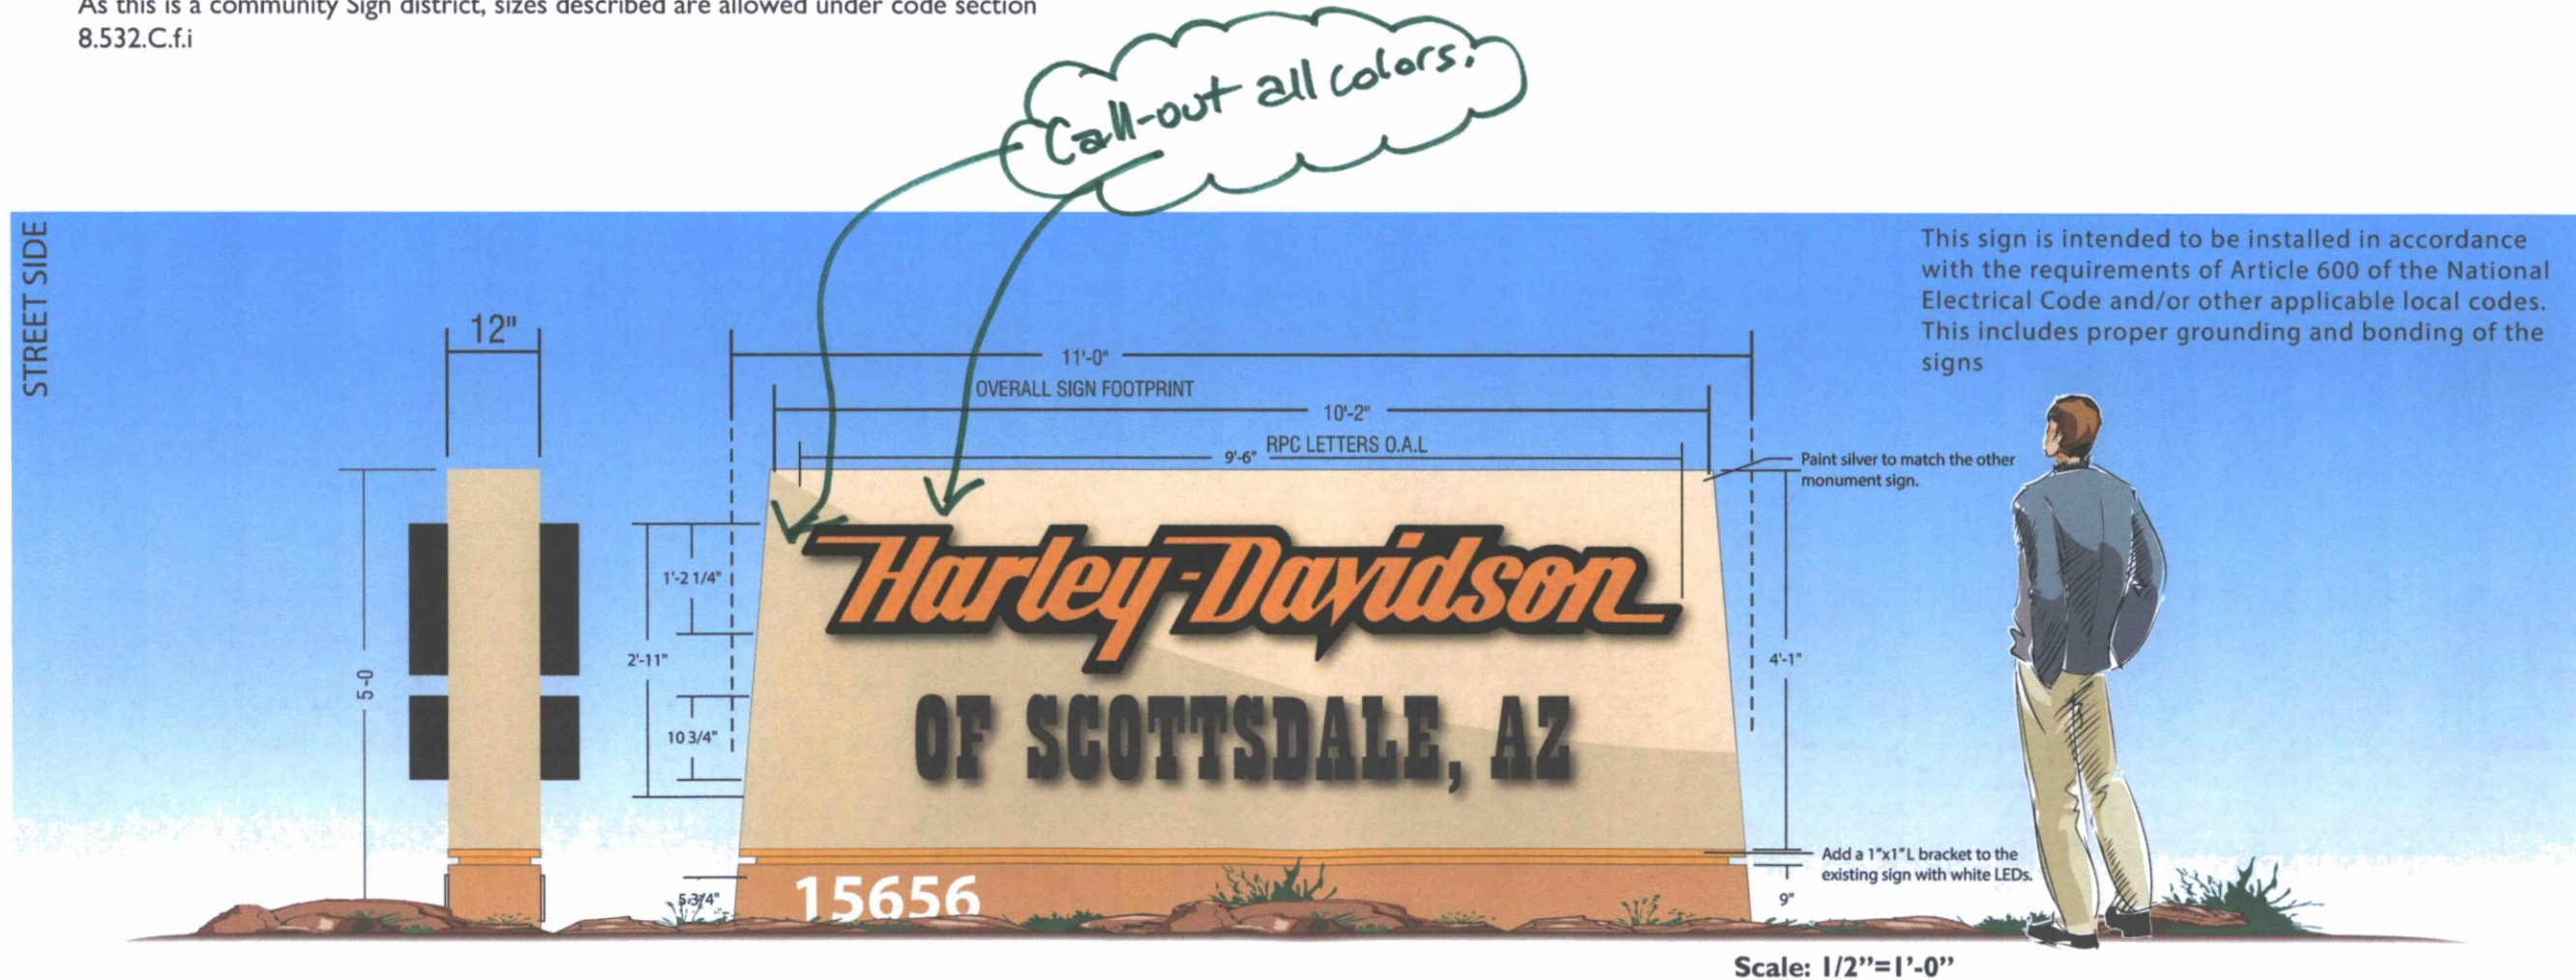 As this is a community Sign district, sizes described are allowed under code section
8.532.C.f.i
Call-out all colors.
STREET SIDE
This sign is intended to be installed in accordance
with the requirements of Article 600 of the National
Electrical Code and/or other applicable local codes.
This includes proper grounding and bonding of the
signs
12"
11'-0"
OVERALL SIGN FOOTPRINT
10'-2"
RPC LETTERS O.A.L
9'-6"
Paint silver to match the other
monument sign.
Harley-Davidson
1'-2 1/4"
2'-11"
4'-1"
5-0
OF SCOTTSDALE, AZ
10 3/4"
Add a 1"x1" L bracket to the
existing sign with white LEDs.
15656
5-3/4"
9"
Scale: 1/2"=1'-0"